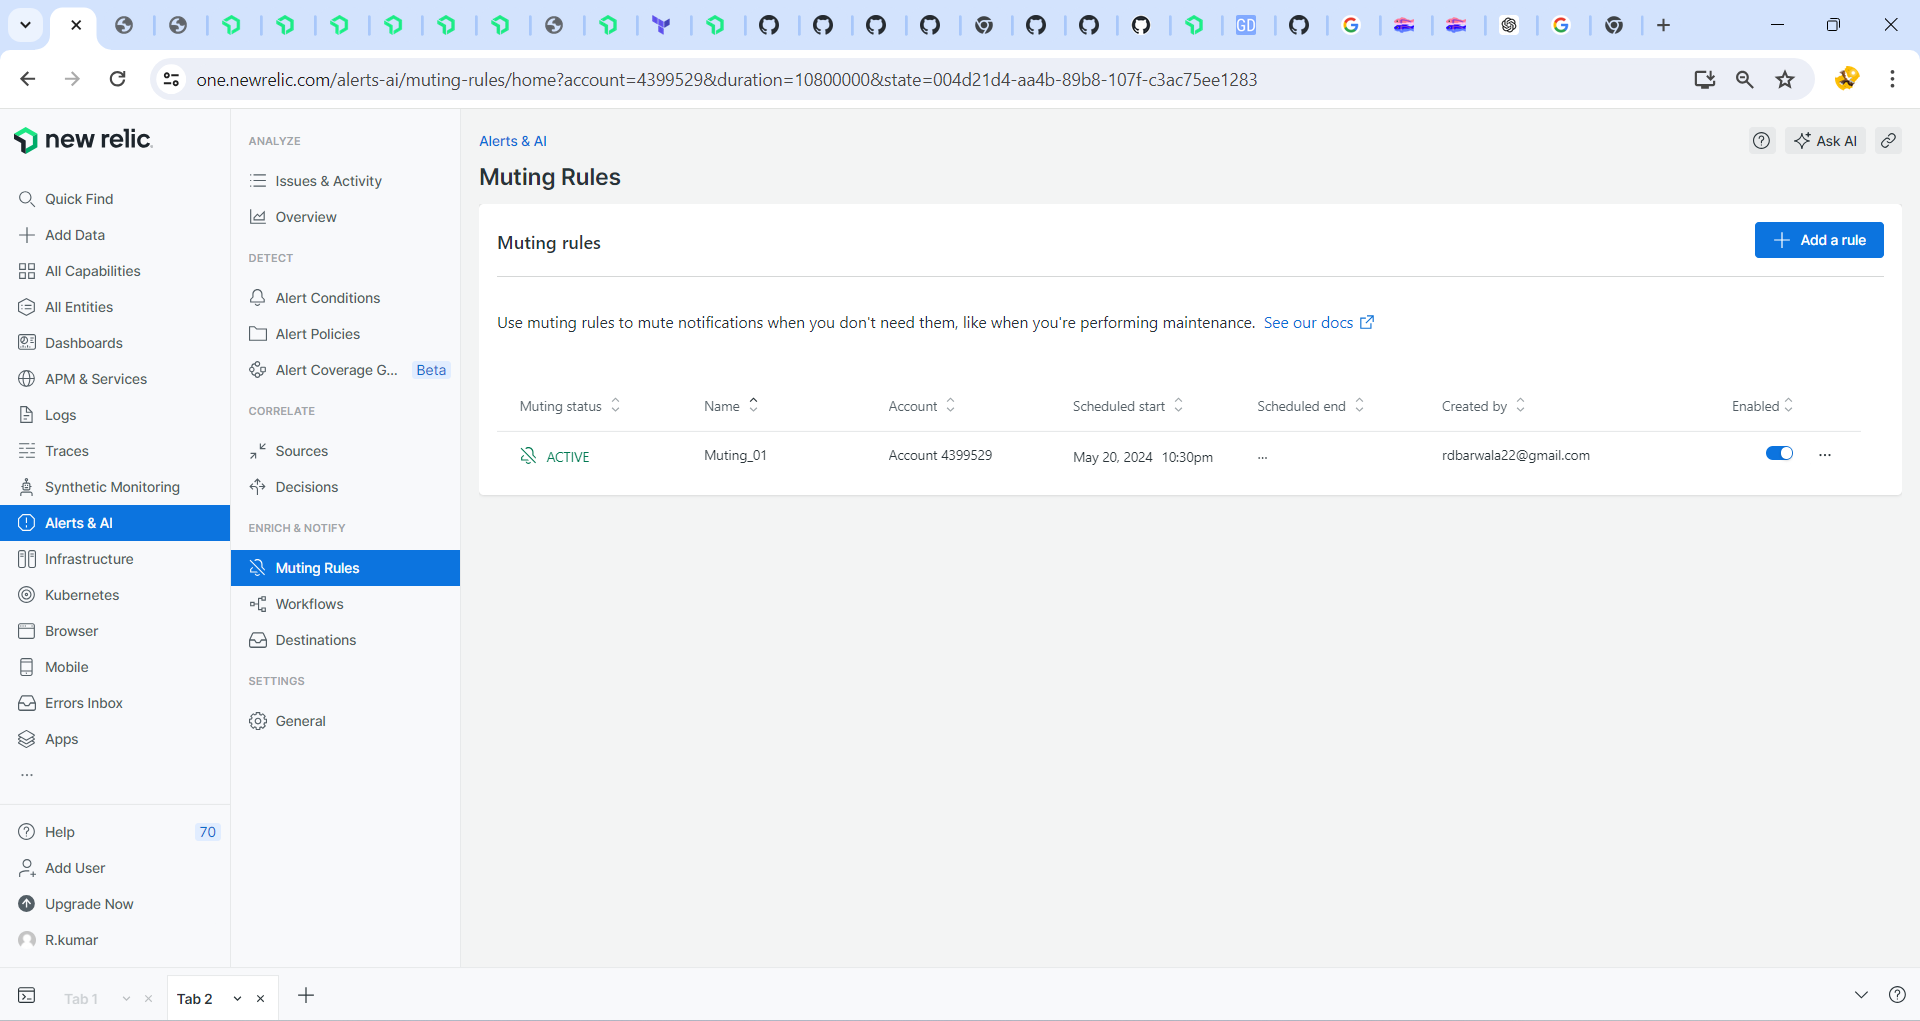 GD
one.newrelic.com/alerts-ai/muting-rules/home?account=4399529&duration=10800000&state=004d21d4-aa4b-89b8-107f-c3ac75ee1283
new relic.
Quick Find
Add Data
All Capabilities
All Entities
Dashboards
APM & Services
Logs
Traces
Synthetic Monitoring
Alerts & AI
Infrastructure
Kubernetes
Browser
Mobile
Errors Inbox
Apps
...
Help 70
Add User
Upgrade Now
R.kumar
ANALYZE
Issues & Activity
Overview
DETECT
Alert Conditions
Alert Policies
Alert Coverage G... Beta
CORRELATE
Sources
Decisions
ENRICH & NOTIFY
Muting Rules
Workflows
Destinations
SETTINGS
General
Alerts & AI
Ask AI
Muting Rules
Muting rules
Add a rule
Use muting rules to mute notifications when you don't need them, like when you're performing maintenance. See our docs
Muting status Name Account Scheduled start Scheduled end Created by Enabled
ACTIVE Muting_01 Account 4399529 May 20, 2024 10:30pm ... rdbarwala22@gmail.com ...
Tab 1 Tab 2